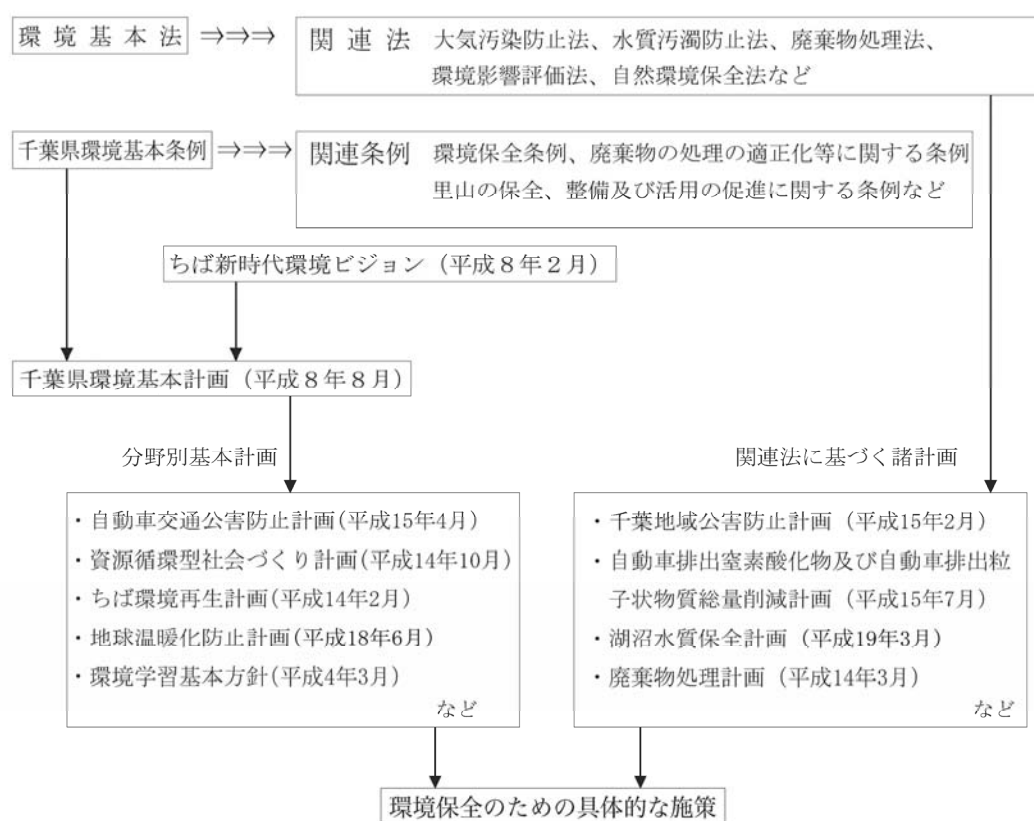 環境基本法 ⇒⇒⇒ 関連法 大気汚染防止法、水質汚濁防止法、廃棄物処理法、
環境影響評価法、自然環境保全法など
千葉県環境基本条例 ⇒⇒⇒ 関連条例 環境保全条例、廃棄物の処理の適正化等に関する条例
里山の保全、整備及び活用の促進に関する条例など
ちば新時代環境ビジョン（平成８年２月）
千葉県環境基本計画（平成８年８月）
分野別基本計画
・自動車交通公害防止計画(平成15年4月)
・資源循環型社会づくり計画(平成14年10月)
・ちば環境再生計画(平成14年2月)
・地球温暖化防止計画(平成18年6月)
・環境学習基本方針(平成4年3月)
など
関連法に基づく諸計画
・千葉地域公害防止計画（平成15年2月）
・自動車排出窒素酸化物及び自動車排出粒
子状物質総量削減計画（平成15年7月）
・湖沼水質保全計画（平成19年3月）
・廃棄物処理計画（平成14年3月）
など
環境保全のための具体的な施策